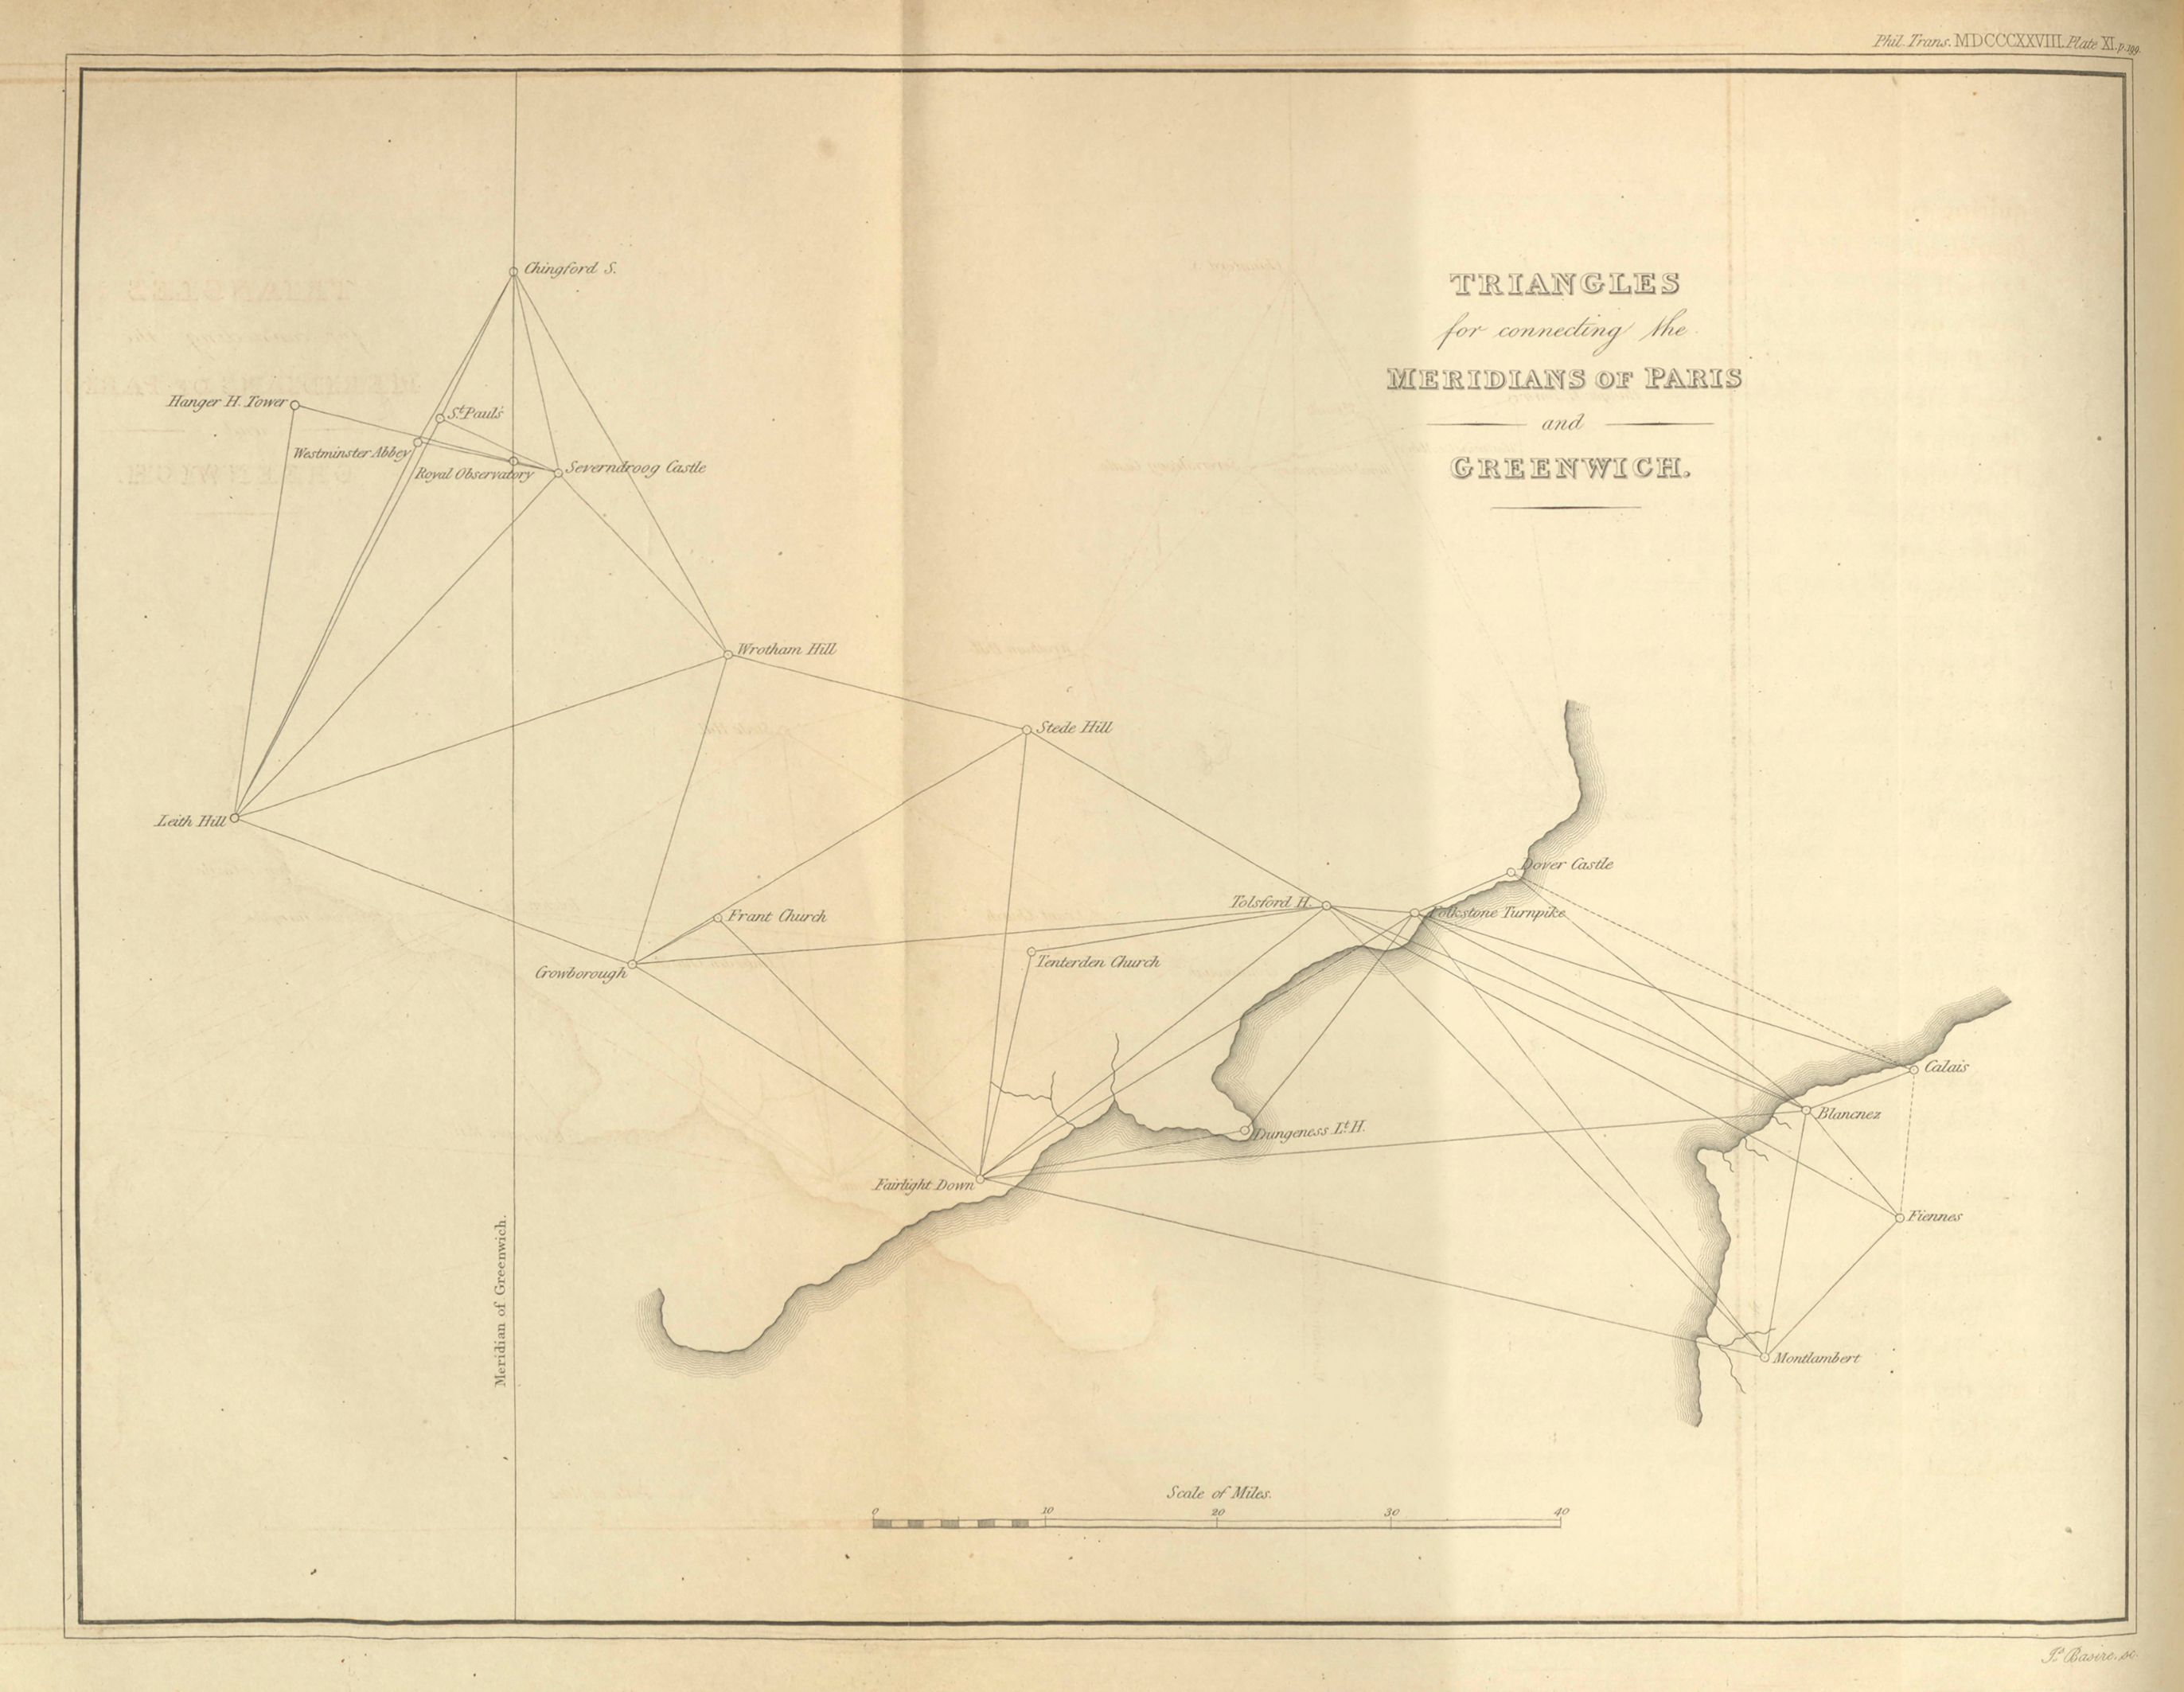 Phil. Trans. MDCCCXXVIII. Plate XI. p. 199.
TRIANGLES
for connecting the
MERIDIANS OF PARIS
and
GREENWICH.
Chingford S.
Hanger H. Tower
St. Paul's
Westminster Abbey
Royal Observatory
Severndroog Castle
Wrotham Hill
Stede Hill
Leith Hill
Dover Castle
Tolsford H.
Folkstone Turnpike
Frant Church
Tenterden Church
Crowborough
Calais
Blancnez
Dungeness Lt. H.
Fairlight Down
Fiennes
Meridian of Greenwich.
Montlambert
Scale of Miles.
0 10 20 30 40
Js. Basire. sc.